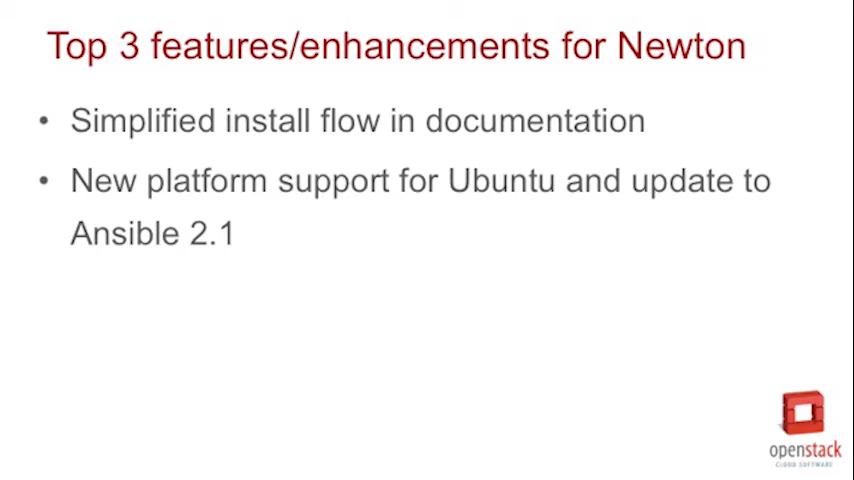 Top 3 features/enhancements for Newton
• Simplified install flow in documentation
• New platform support for Ubuntu and update to
Ansible 2.1
openstack
CLOUD SOFTWARE